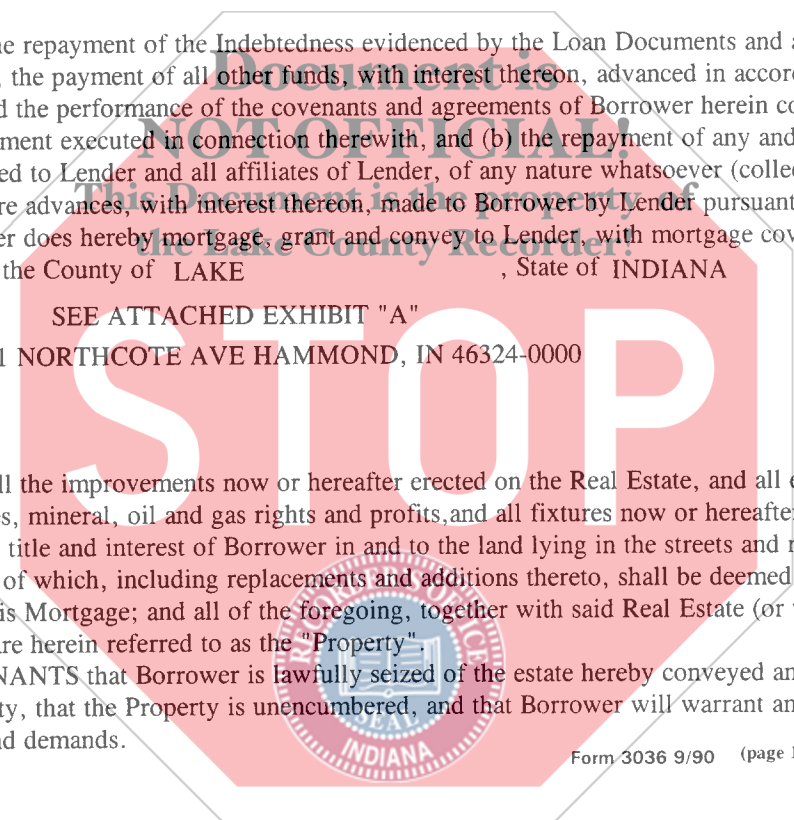 e repayment of the Indebtedness evidenced by the Loan Documents and a
, the payment of all other funds, with interest thereon, advanced in accor
Document is
d the performance of the covenants and agreements of Borrower herein co
NOT OFFICIAL!
ment executed in connection therewith, and (b) the repayment of any and
ed to Lender and all affiliates of Lender, of any nature whatsoever (collec
This Document is the property of
re advances, with interest thereon, made to Borrower by Lender pursuant
er does hereby mortgage, grant and convey to Lender, with mortgage cov
the Lake County Recorder!
the County of LAKE , State of INDIANA
SEE ATTACHED EXHIBIT "A"
1 NORTHCOTE AVE HAMMOND, IN 46324-0000
STOP
ll the improvements now or hereafter erected on the Real Estate, and all e
s, mineral, oil and gas rights and profits,and all fixtures now or hereafter
title and interest of Borrower in and to the land lying in the streets and r
of which, including replacements and additions thereto, shall be deemed
is Mortgage; and all of the foregoing, together with said Real Estate (or
re herein referred to as the "Property".
NANTS that Borrower is lawfully seized of the estate hereby conveyed an
ty, that the Property is unencumbered, and that Borrower will warrant an
nd demands.
RECORDER'S OFFICE
SEAL
INDIANA
Form 3036 9/90 (page 1